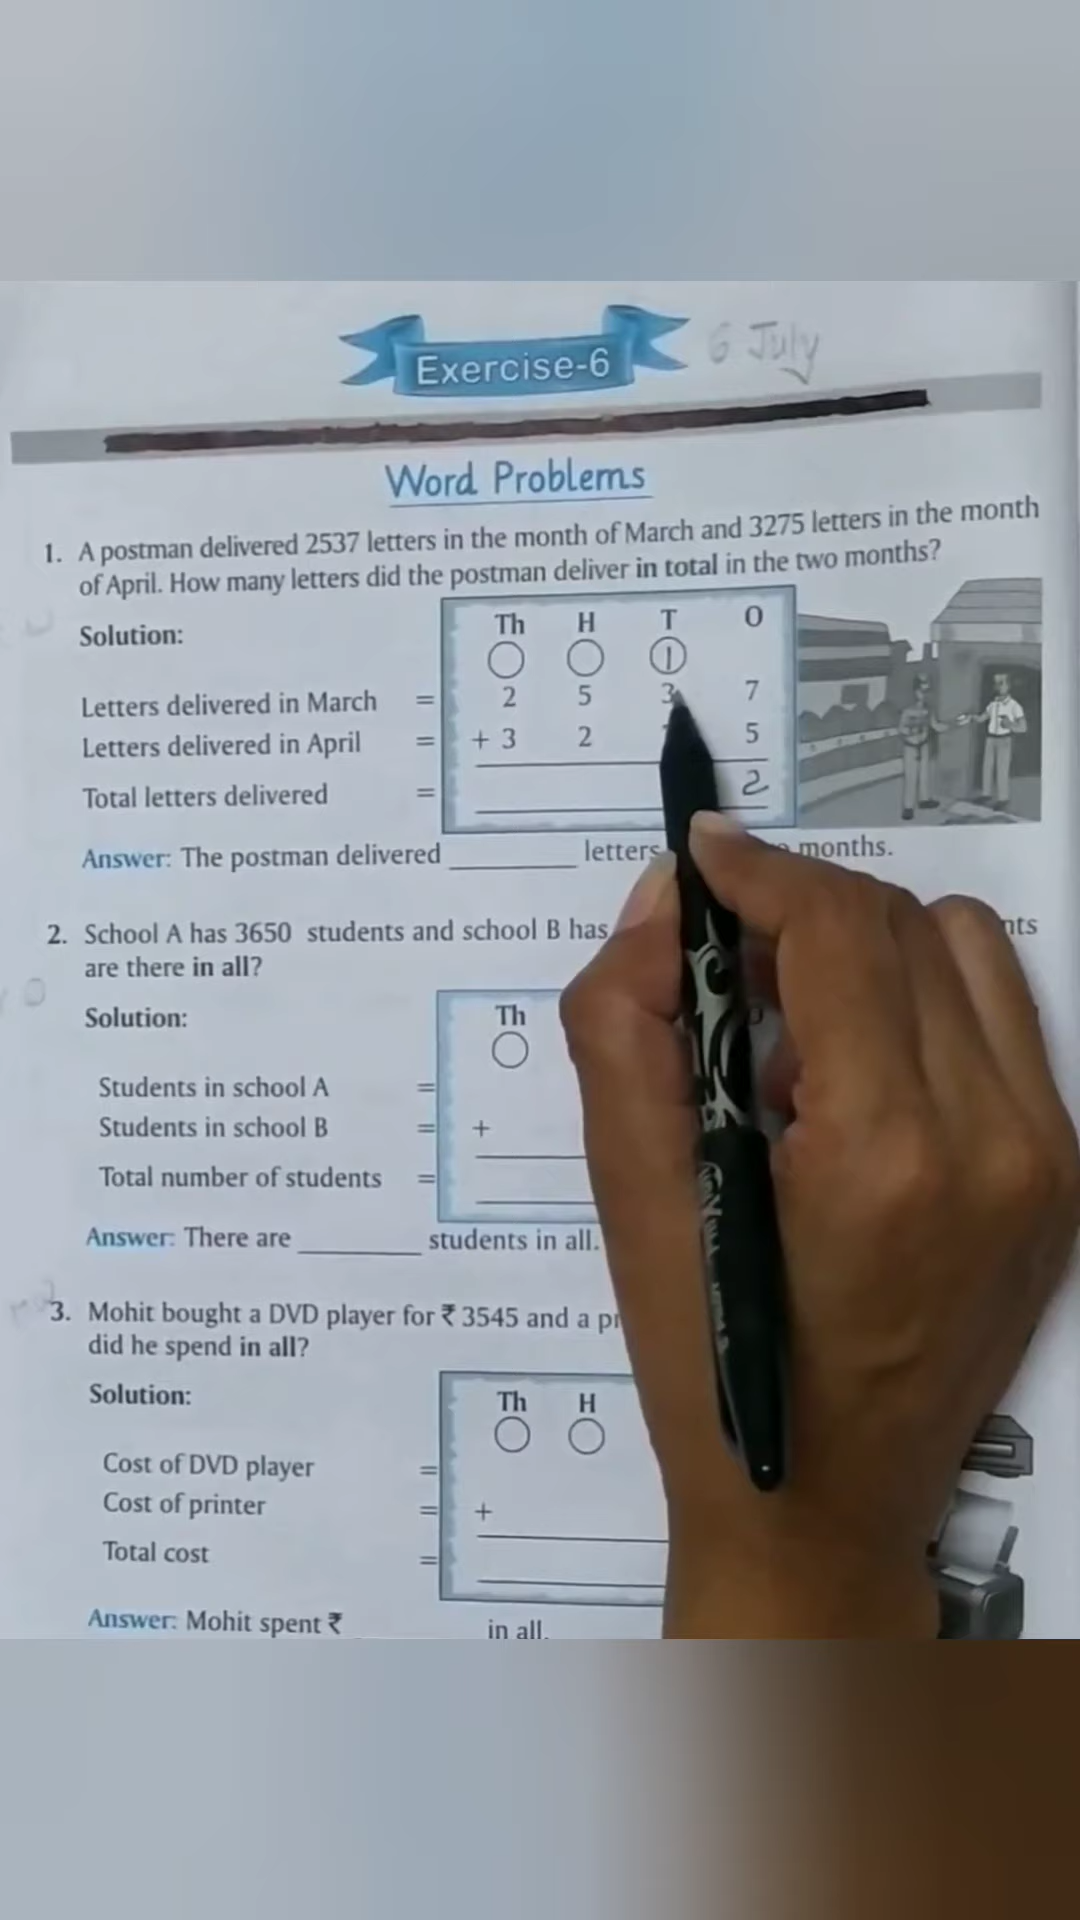 Exercise-6
6 July
Word Problems
1. A postman delivered 2537 letters in the month of March and 3275 letters in the month
of April. How many letters did the postman deliver in total in the two months?
Solution:
Th H T O
1
Letters delivered in March = 2 5 3 7
Letters delivered in April = + 3 2 5
Total letters delivered = 2
Answer: The postman delivered ________ letters months.
2. School A has 3650 students and school B has
are there in all?
Solution:
Th
Students in school A =
Students in school B = +
Total number of students =
Answer: There are ________ students in all.
3. Mohit bought a DVD player for ₹ 3545 and a
did he spend in all?
Solution:
Th H
Cost of DVD player =
Cost of printer = +
Total cost =
Answer: Mohit spent ₹ in all.